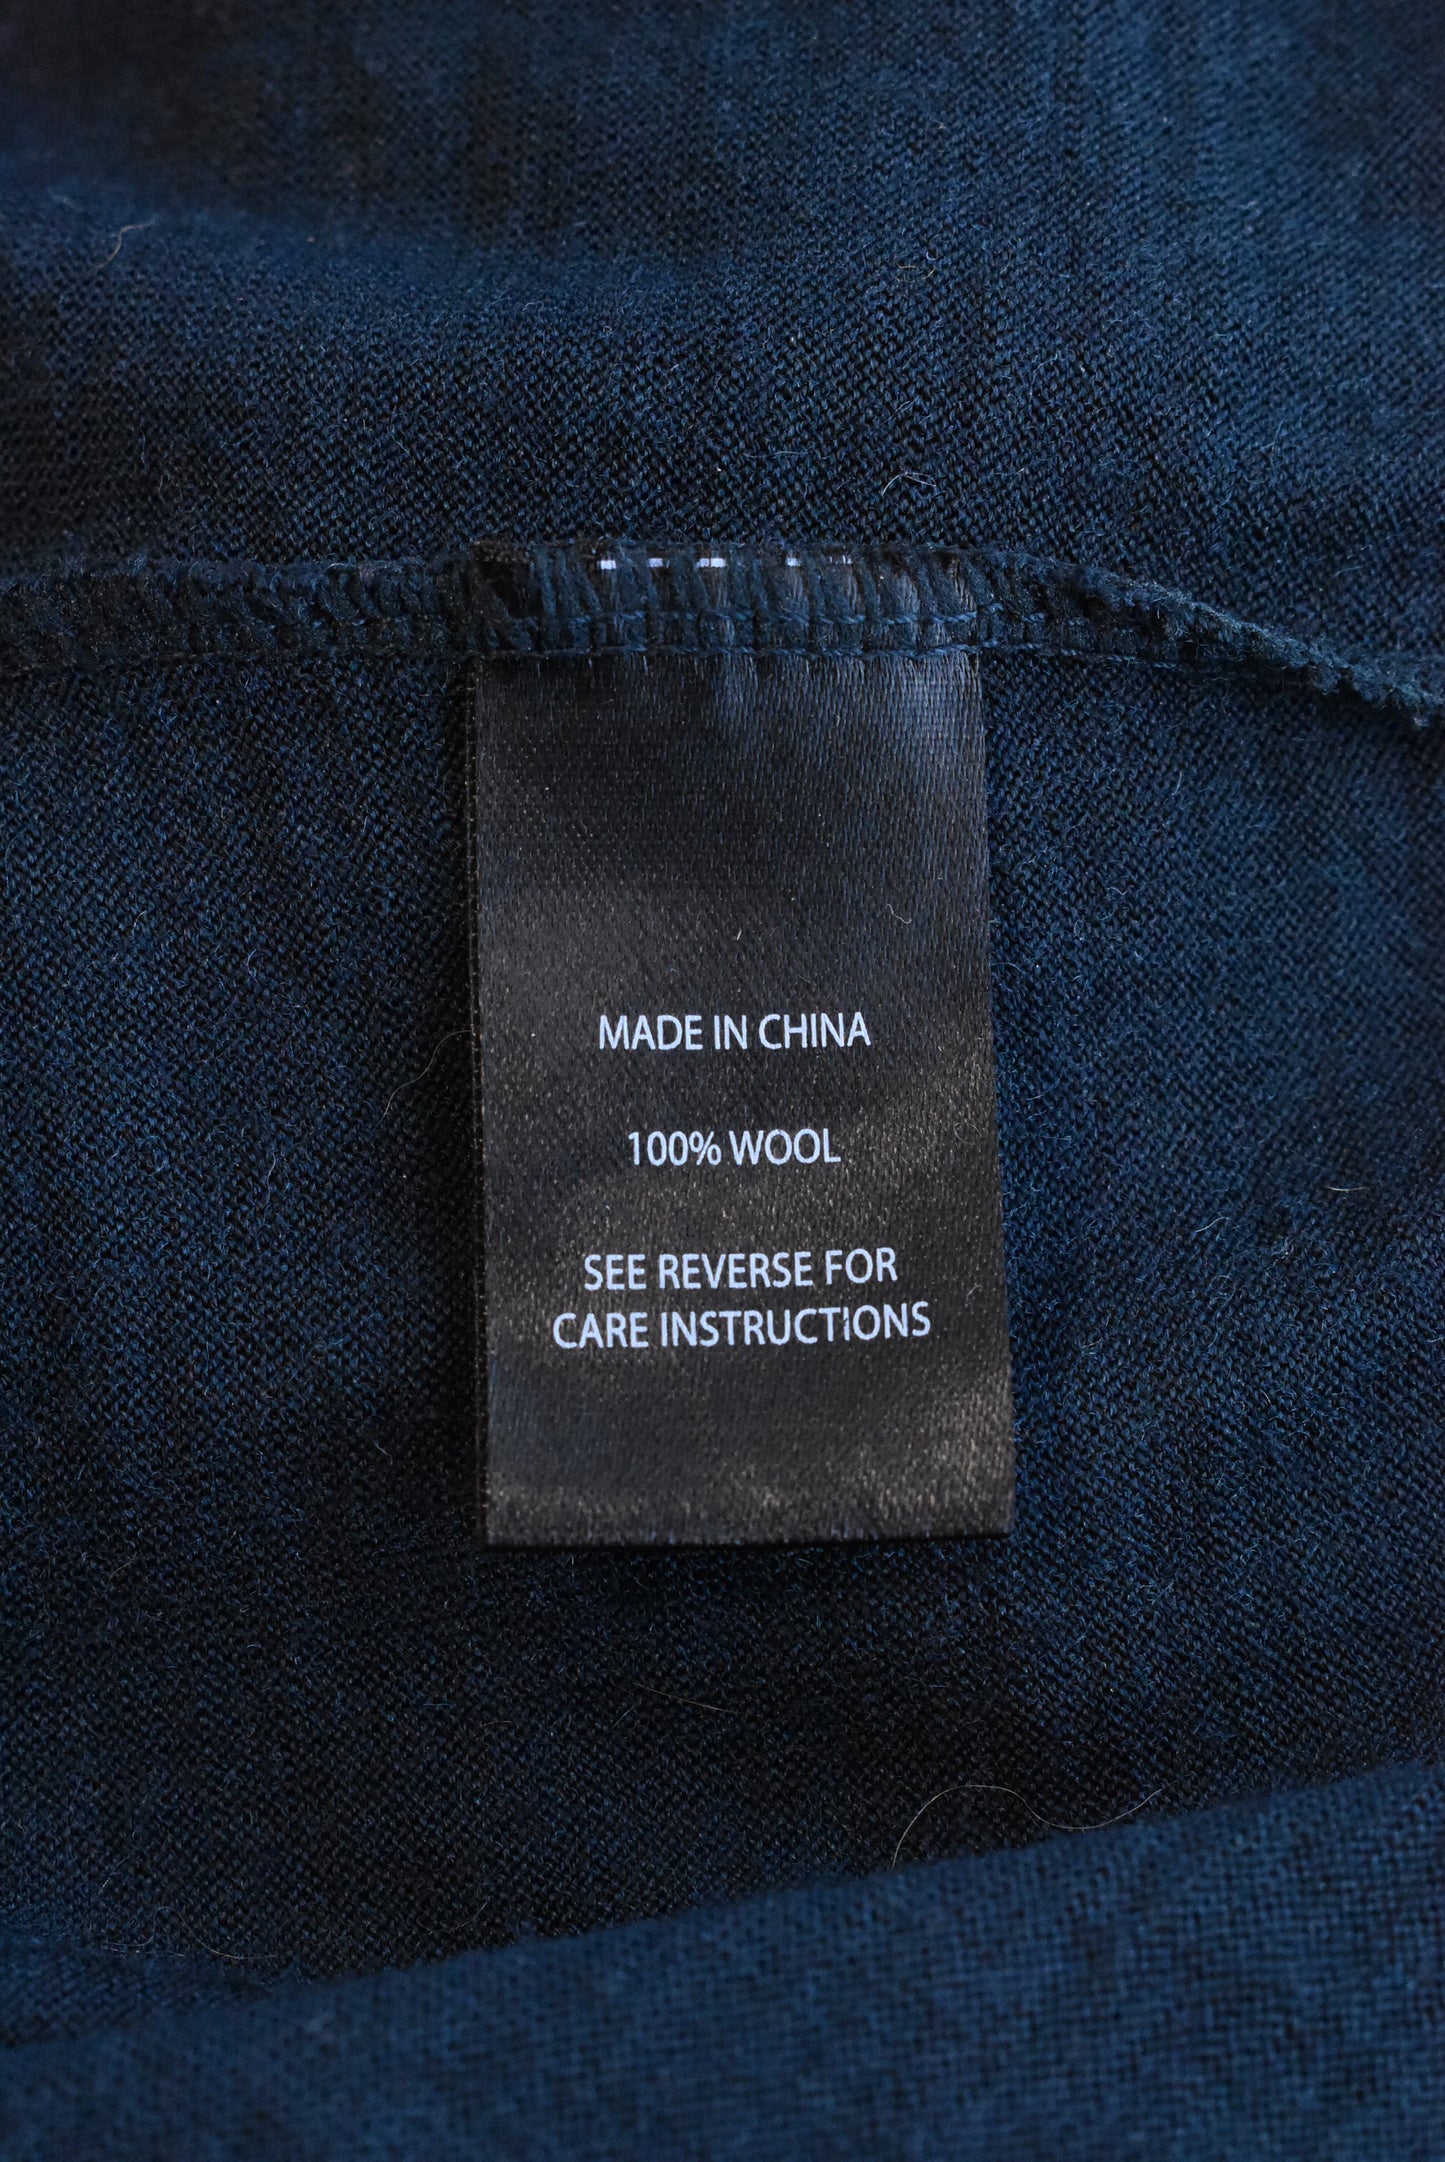 MADE IN CHINA
100% WOOL
SEE REVERSE FOR
CARE INSTRUCTIONS